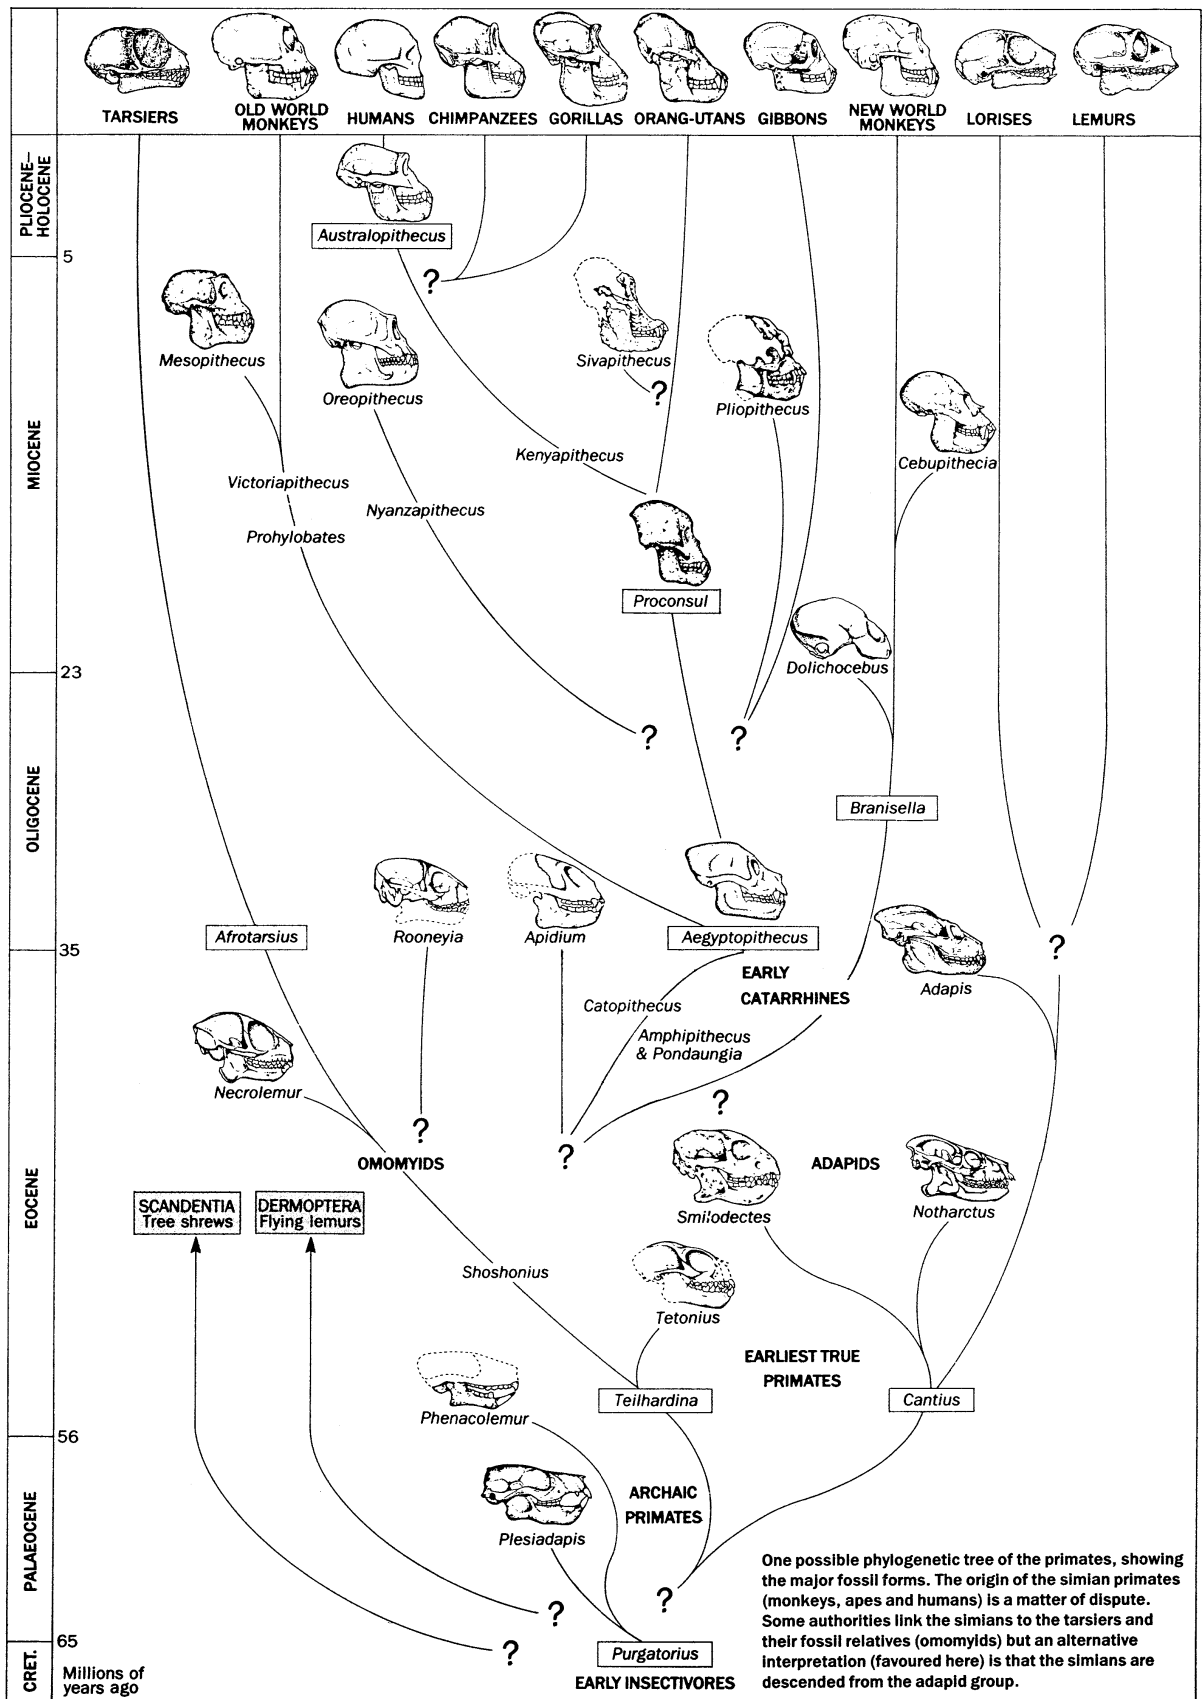 TARSIERS
OLD WORLD
MONKEYS
HUMANS
CHIMPANZEES
GORILLAS
ORANG-UTANS
GIBBONS
NEW WORLD
MONKEYS
LORISES
LEMURS
PLIOCENE–
HOLOCENE
Australopithecus
5
?
Mesopithecus
Oreopithecus
Sivapithecus
?
Pliopithecus
MIOCENE
Kenyapithecus
Cebupithecia
Victoriapithecus
Nyanzapithecus
Prohylobates
Proconsul
Dolichocebus
23
?
?
OLIGOCENE
Branisella
Afrotarsius
Rooneyia
Apidium
Aegyptopithecus
?
35
EARLY
CATARRHINES
Adapis
Catopithecus
Amphipithecus
& Pondaungia
Necrolemur
?
?
?
OMOMYIDS
ADAPIDS
EOCENE
SCANDENTIA
Tree shrews
DERMOPTERA
Flying lemurs
Smilodectes
Notharctus
Shoshonius
Tetonius
EARLIEST TRUE
PRIMATES
Phenacolemur
Teilhardina
Cantius
56
PALAEOCENE
ARCHAIC
PRIMATES
Plesiadapis
?
?
?
65
Purgatorius
EARLY INSECTIVORES
CRET.
Millions of
years ago
One possible phylogenetic tree of the primates, showing
the major fossil forms. The origin of the simian primates
(monkeys, apes and humans) is a matter of dispute.
Some authorities link the simians to the tarsiers and
their fossil relatives (omomyids) but an alternative
interpretation (favoured here) is that the simians are
descended from the adapid group.